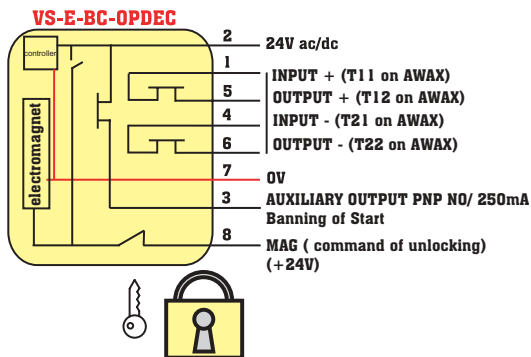 VS-E-BC-OPDEC
controller
electromagnet
2 24V ac/dc
1 INPUT + (T11 on AWAX)
5 OUTPUT + (T12 on AWAX)
4 INPUT - (T21 on AWAX)
6 OUTPUT - (T22 on AWAX)
7 0V
3 AUXILIARY OUTPUT PNP NO/ 250mA
Banning of Start
8 MAG ( command of unlocking)
(+24V)